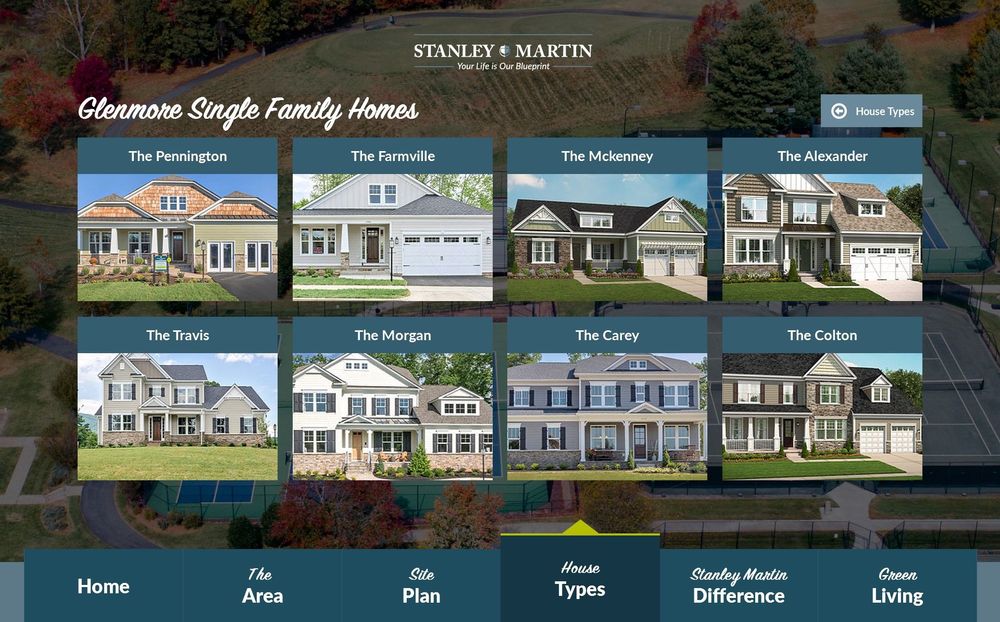 STANLEY MARTIN
Your Life is Our Blueprint
Glenmore Single Family Homes
House Types
The Pennington
The Farmville
The Mckenney
The Alexander
The Travis
The Morgan
The Carey
The Colton
Home
The
Area
Site
Plan
House
Types
Stanley Martin
Difference
Green
Living